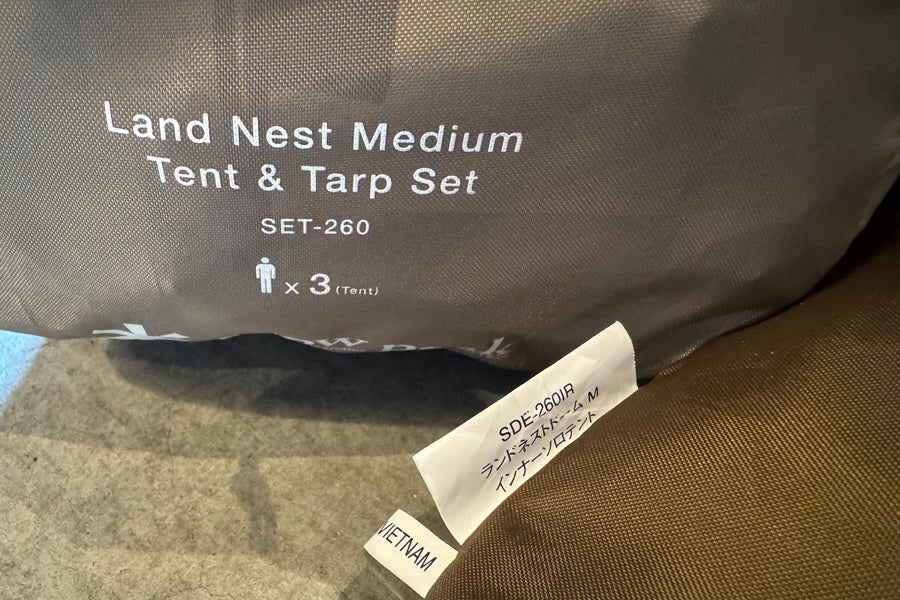 Land Nest Medium
Tent & Tarp Set
SET-260
x 3 (Tent)
SDE-260IR
ランドネストドーム M
インナーソロテント
VIETNAM